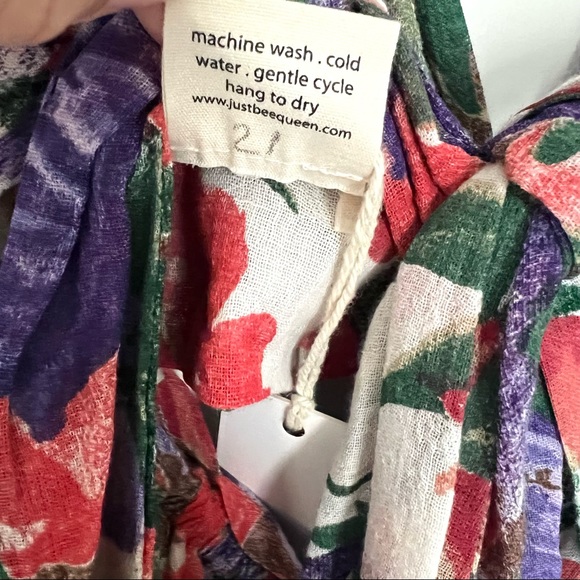 machine wash . cold
water . gentle cycle
hang to dry
www.justbeequeen.com
21